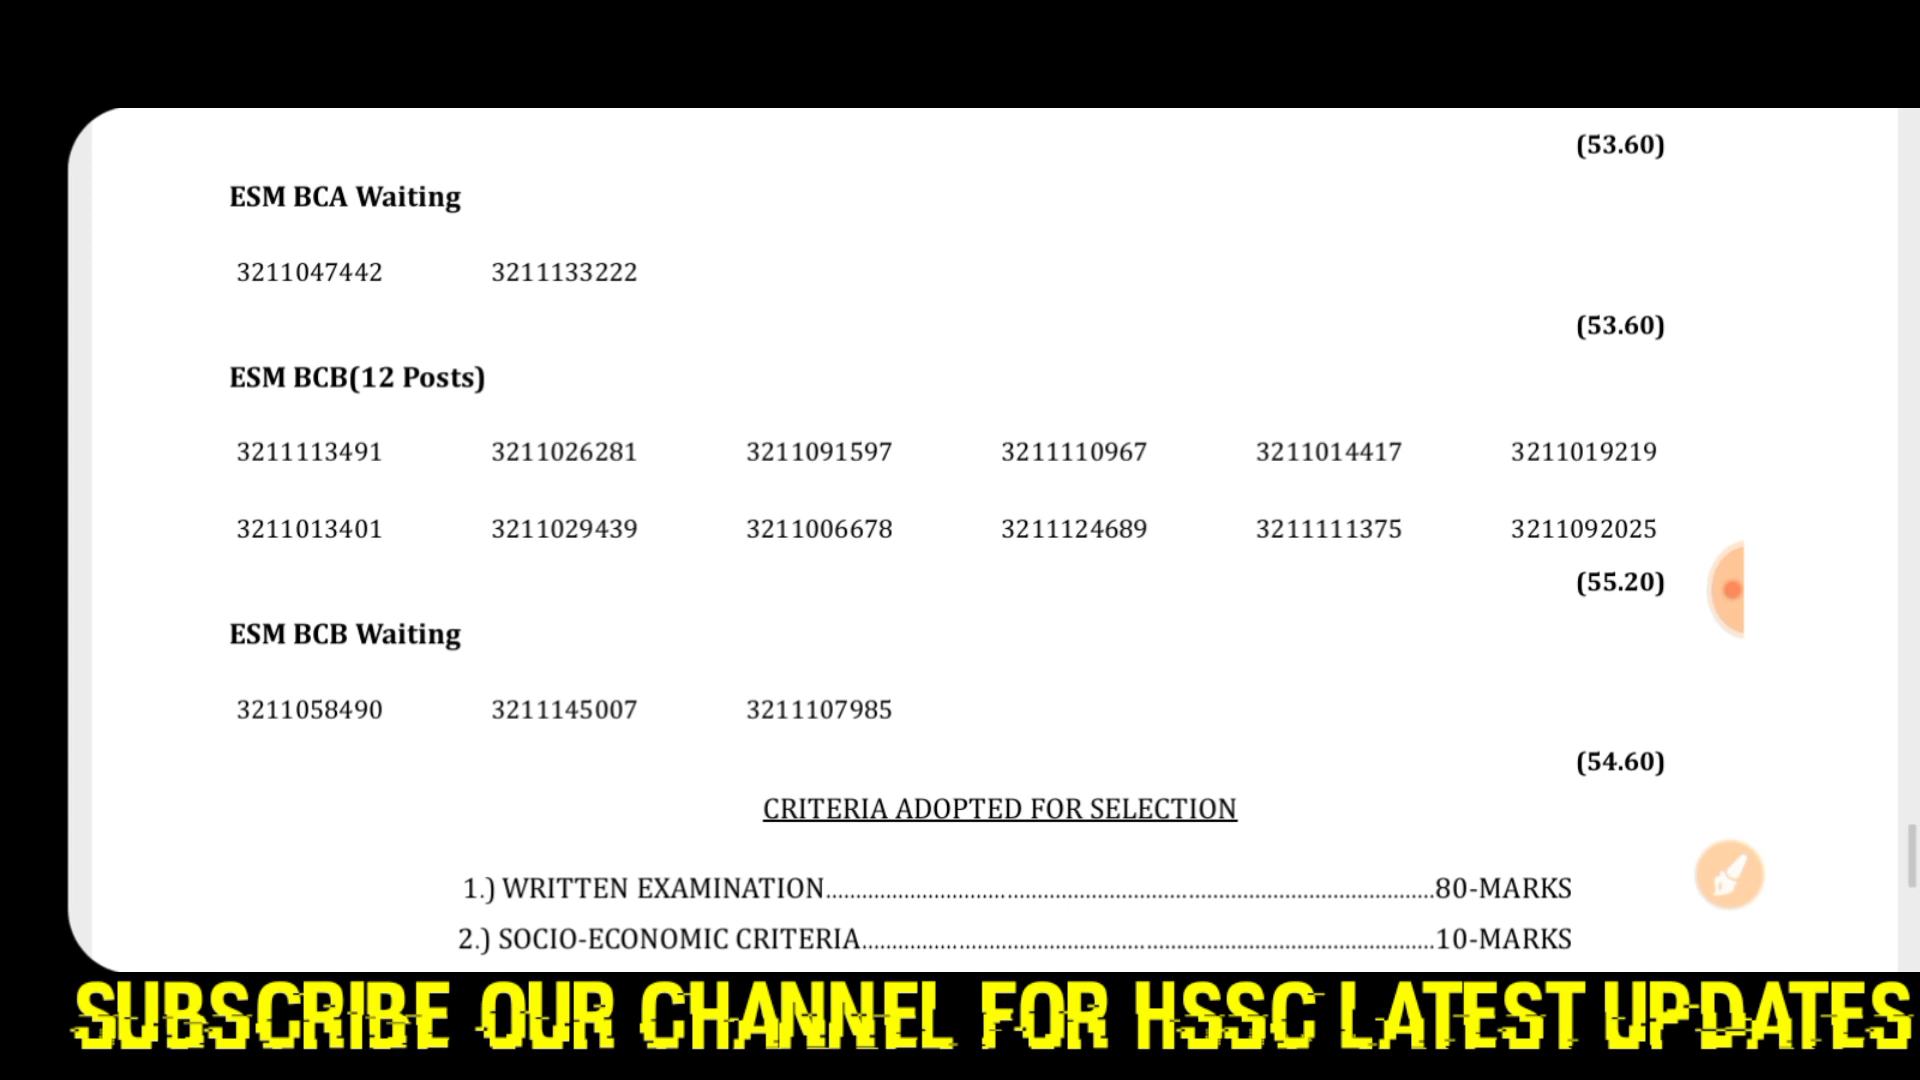 (53.60)
ESM BCA Waiting
3211047442 3211133222
(53.60)
ESM BCB(12 Posts)
3211113491 3211026281 3211091597 3211110967 3211014417 3211019219
3211013401 3211029439 3211006678 3211124689 3211111375 3211092025
(55.20)
ESM BCB Waiting
3211058490 3211145007 3211107985
(54.60)
CRITERIA ADOPTED FOR SELECTION
1.) WRITTEN EXAMINATION......................................................................................................80-MARKS
2.) SOCIO-ECONOMIC CRITERIA................................................................................................10-MARKS
SUBSCRIBE OUR CHANNEL FOR HSSC LATEST UPDATES